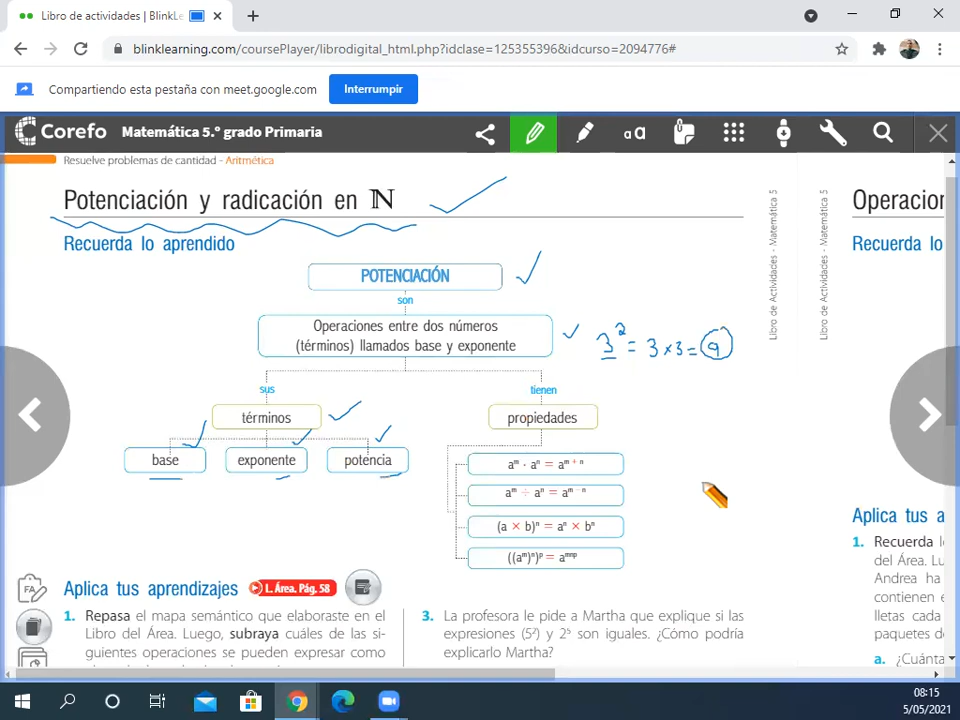 Libro de actividades | BlinkLe
blinklearning.com/coursePlayer/librodigital_html.php?idclase=125355396&idcurso=2094776#
Compartiendo esta pestaña con meet.google.com
Interrumpir
Corefo
Matemática 5.º grado Primaria
a a
Resuelve problemas de cantidad - Aritmética
Potenciación y radicación en ℕ
Recuerda lo aprendido
POTENCIACIÓN
son
Operaciones entre dos números
(términos) llamados base y exponente
3² = 3 x 3 = 9
sus
tienen
términos
propiedades
base
exponente
potencia
aᵐ · aⁿ = aᵐ ⁺ ⁿ
aᵐ ÷ aⁿ = aᵐ ⁻ ⁿ
(a × b)ⁿ = aⁿ × bⁿ
((aᵐ)ⁿ)ᵖ = aᵐⁿᵖ
Libro de Actividades - Matemática 5
Libro de Actividades - Matemática 5
FA
Aplica tus aprendizajes
L. Área. Pág. 58
1. Repasa el mapa semántico que elaboraste en el
Libro del Área. Luego, subraya cuáles de las si-
guientes operaciones se pueden expresar como
3. La profesora le pide a Martha que explique si las
expresiones (5²) y 2⁵ son iguales. ¿Cómo podría
explicarlo Martha?
Operacion
Recuerda lo
Aplica tus a
1. Recuerda l
del Área. Lu
Andrea ha
contienen e
lletas cada
paquetes de
a. ¿Cuánta
08:15
5/05/2021